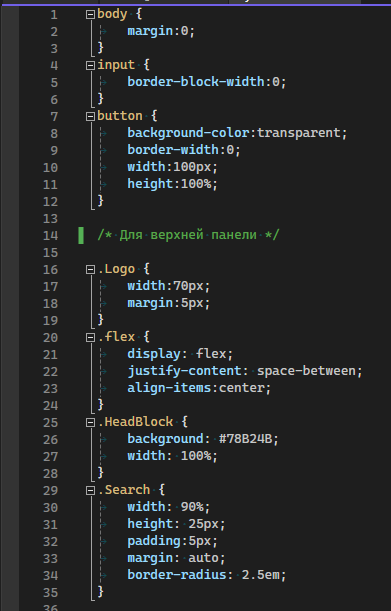 1 body {
2 margin:0;
3 }
4 input {
5 border-block-width:0;
6 }
7 button {
8 background-color:transparent;
9 border-width:0;
10 width:100px;
11 height:100%;
12 }
13
14 /* Для верхней панели */
15
16 .Logo {
17 width:70px;
18 margin:5px;
19 }
20 .flex {
21 display: flex;
22 justify-content: space-between;
23 align-items:center;
24 }
25 .HeadBlock {
26 background: #78B24B;
27 width: 100%;
28 }
29 .Search {
30 width: 90%;
31 height: 25px;
32 padding:5px;
33 margin: auto;
34 border-radius: 2.5em;
35 }
36